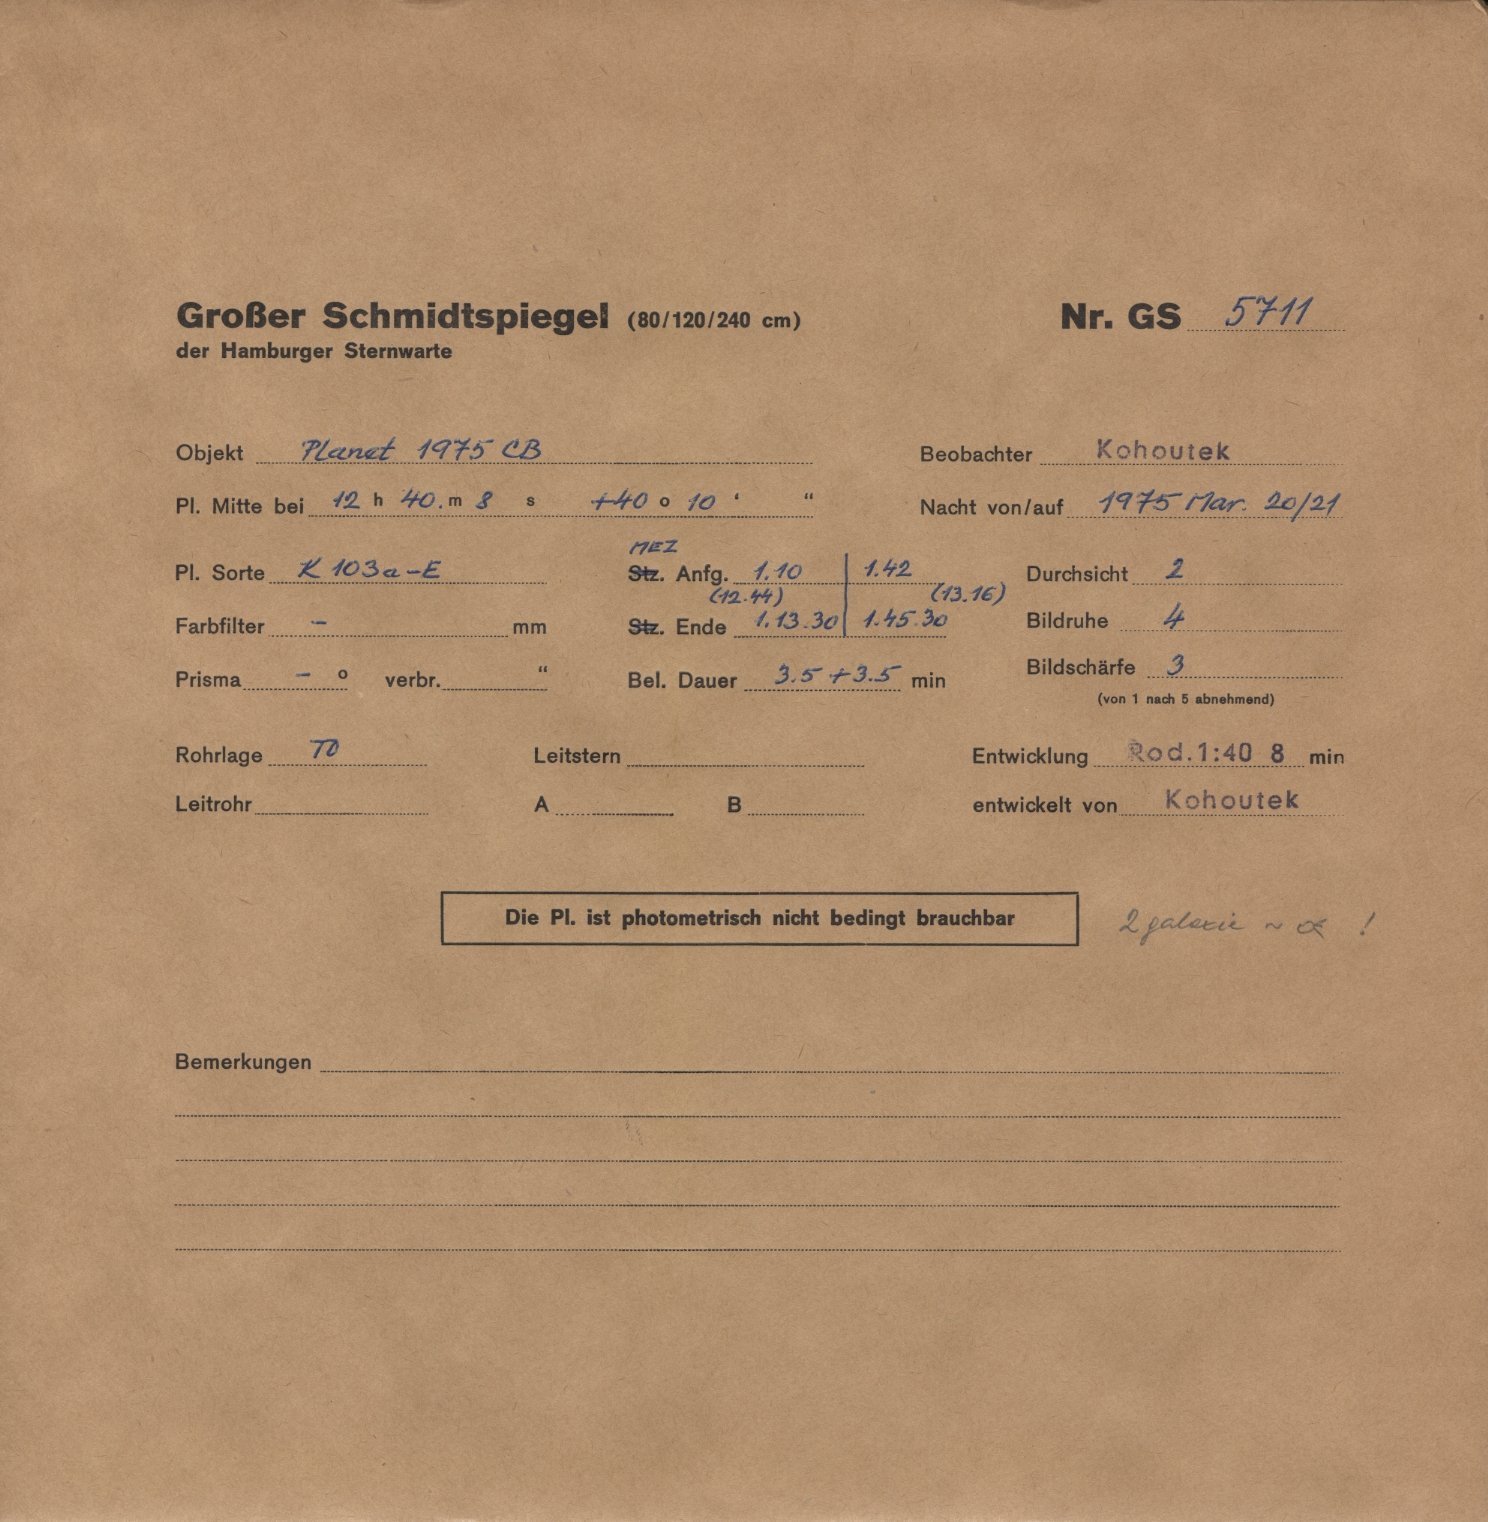 Großer Schmidtspiegel (80/120/240 cm) Nr. GS 5711
der Hamburger Sternwarte
Objekt Planet 1975 CB Beobachter Kohoutek
Pl. Mitte bei 12 h 40. m 8 s +40 o 10 ' " Nacht von/auf 1975 Mar. 20/21
MEZ
Pl. Sorte K 103a-E Stz. Anfg. 1.10 | 1.42 Durchsicht 2
(12.44) (13.16)
Farbfilter – mm Stz. Ende 1.13.30 | 1.45.30 Bildruhe 4
Prisma – o verbr. " Bel. Dauer 3.5 + 3.5 min Bildschärfe 3
(von 1 nach 5 abnehmend)
Rohrlage TO Leitstern Entwicklung Rod. 1:40 8 min
Leitrohr A B entwickelt von Kohoutek
Die Pl. ist photometrisch nicht bedingt brauchbar 2 galaxie ~ α !
Bemerkungen